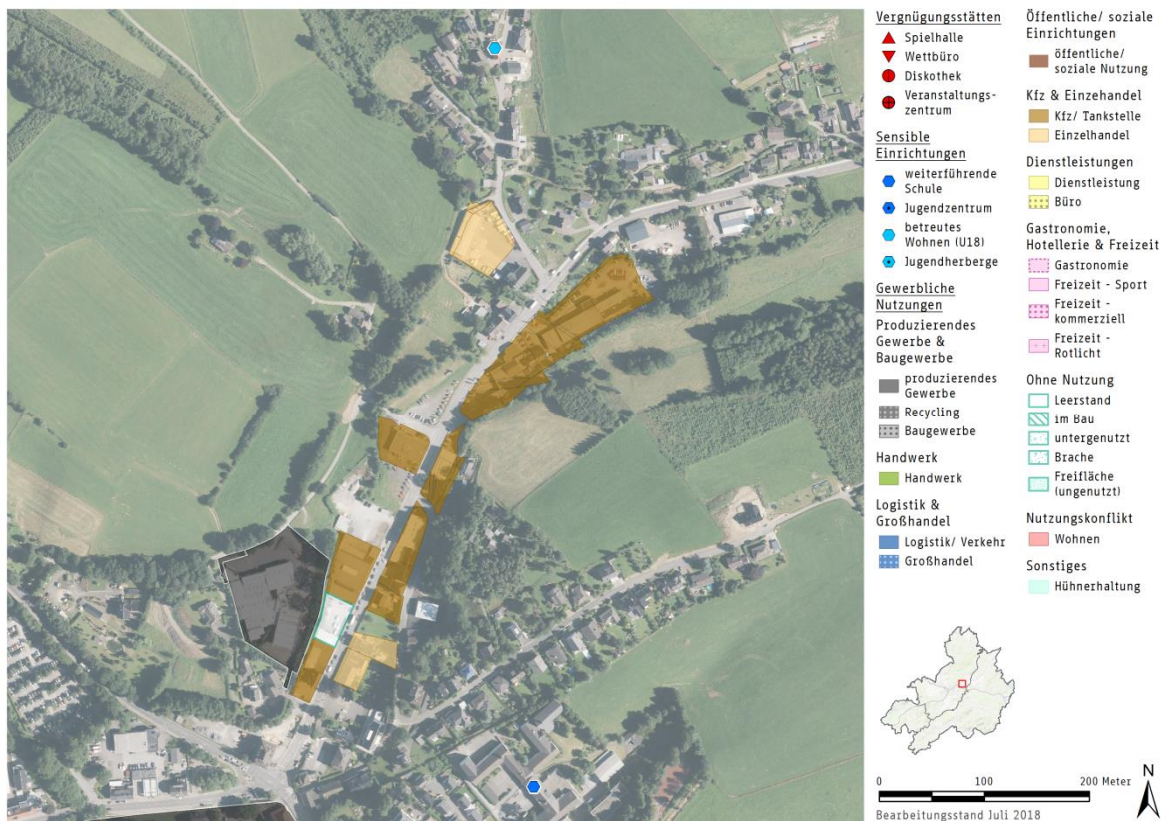 Vergnügungsstätten
Spielhalle
Wettbüro
Diskothek
Veranstaltungs-
zentrum
Sensible
Einrichtungen
weiterführende
Schule
Jugendzentrum
betreutes
Wohnen (U18)
Jugendherberge
Gewerbliche
Nutzungen
Produzierendes
Gewerbe &
Baugewerbe
produzierendes
Gewerbe
Recycling
Baugewerbe
Handwerk
Handwerk
Logistik &
Großhandel
Logistik/ Verkehr
Großhandel
Öffentliche/ soziale
Einrichtungen
öffentliche/
soziale Nutzung
Kfz & Einzehandel
Kfz/ Tankstelle
Einzelhandel
Dienstleistungen
Dienstleistung
Büro
Gastronomie,
Hotellerie & Freizeit
Gastronomie
Freizeit - Sport
Freizeit -
kommerziell
Freizeit -
Rotlicht
Ohne Nutzung
Leerstand
im Bau
untergenutzt
Brache
Freifläche
(ungenutzt)
Nutzungskonflikt
Wohnen
Sonstiges
Hühnerhaltung
0 100 200 Meter
N
Bearbeitungsstand Juli 2018